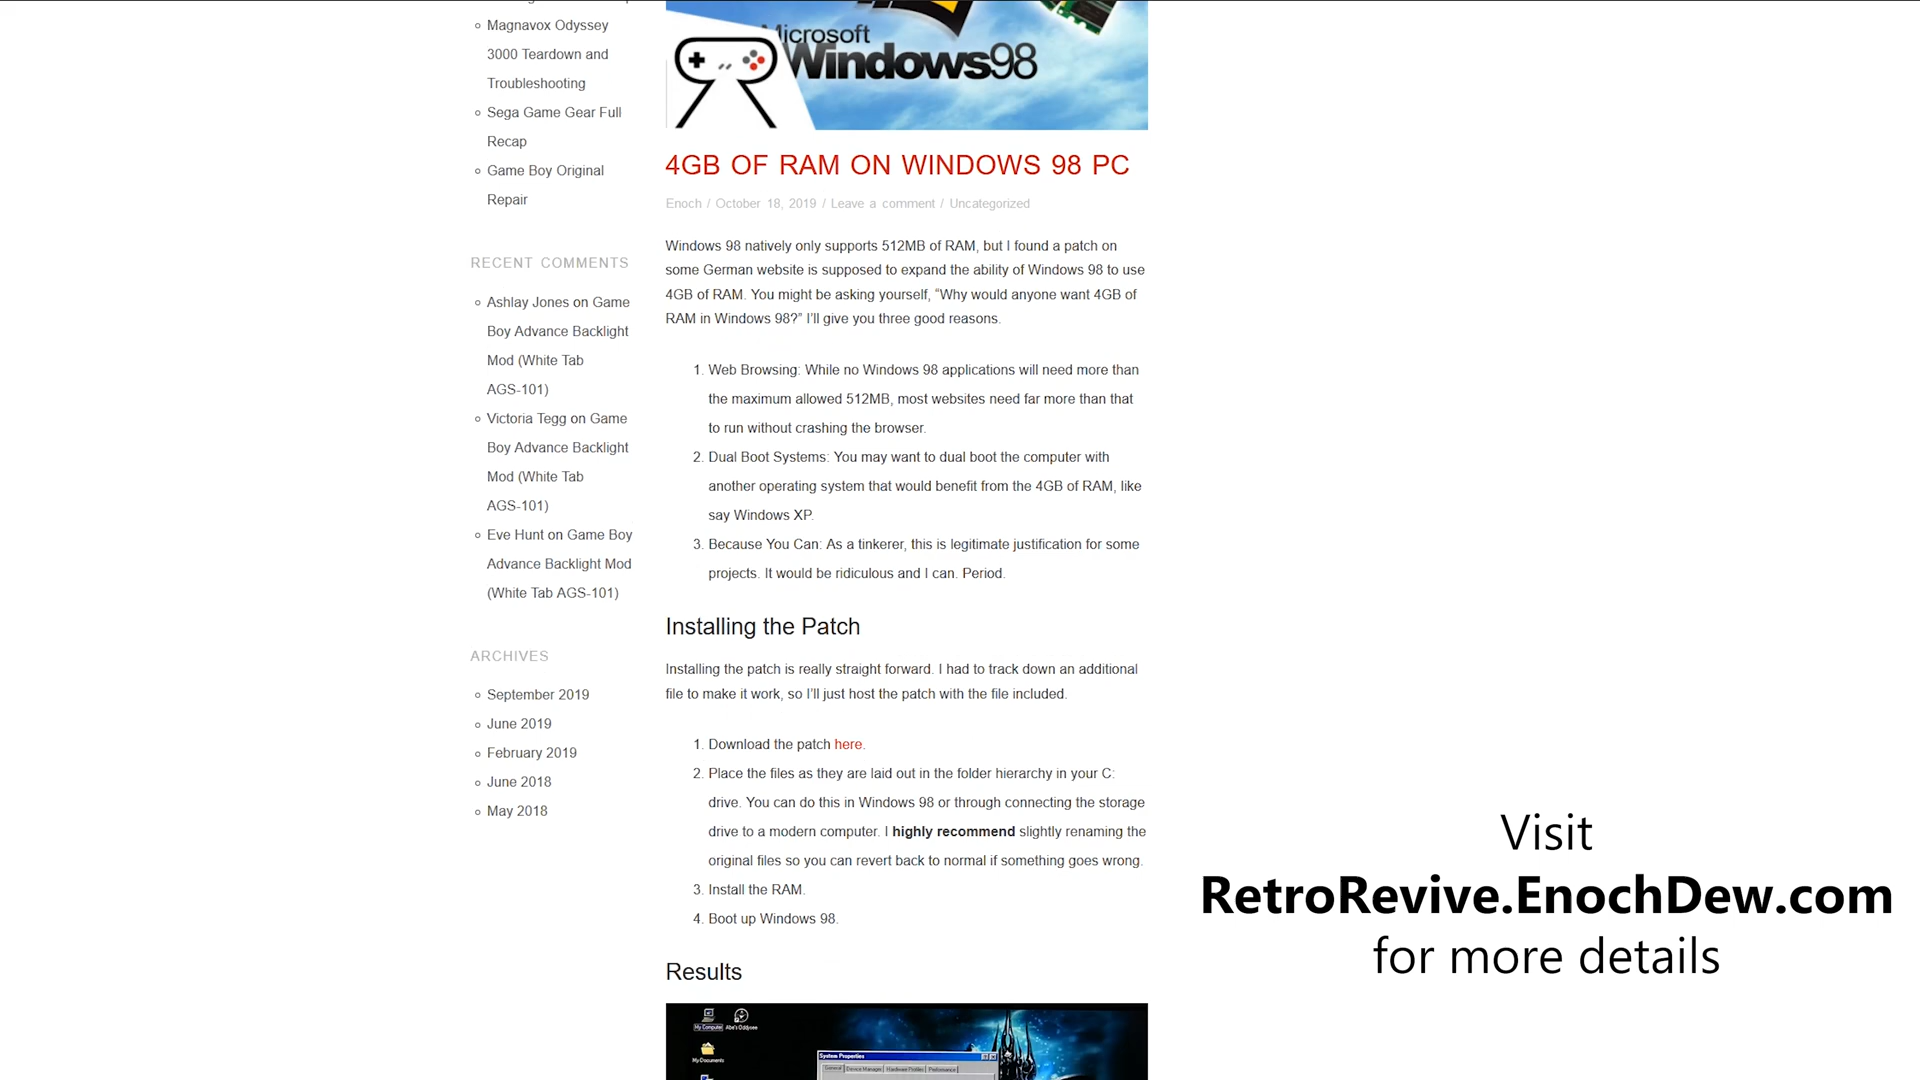 Magnavox Odyssey
3000 Teardown and
Troubleshooting
Sega Game Gear Full
Recap
Game Boy Original
Repair
RECENT COMMENTS
Ashlay Jones on Game
Boy Advance Backlight
Mod (White Tab
AGS-101)
Victoria Tegg on Game
Boy Advance Backlight
Mod (White Tab
AGS-101)
Eve Hunt on Game Boy
Advance Backlight Mod
(White Tab AGS-101)
ARCHIVES
September 2019
June 2019
February 2019
June 2018
May 2018
Microsoft
Windows98
4GB OF RAM ON WINDOWS 98 PC
Enoch / October 18, 2019 / Leave a comment / Uncategorized
Windows 98 natively only supports 512MB of RAM, but I found a patch on
some German website is supposed to expand the ability of Windows 98 to use
4GB of RAM. You might be asking yourself, “Why would anyone want 4GB of
RAM in Windows 98?” I’ll give you three good reasons.
1. Web Browsing: While no Windows 98 applications will need more than
the maximum allowed 512MB, most websites need far more than that
to run without crashing the browser.
2. Dual Boot Systems: You may want to dual boot the computer with
another operating system that would benefit from the 4GB of RAM, like
say Windows XP.
3. Because You Can: As a tinkerer, this is legitimate justification for some
projects. It would be ridiculous and I can. Period.
Installing the Patch
Installing the patch is really straight forward. I had to track down an additional
file to make it work, so I’ll just host the patch with the file included.
1. Download the patch here.
2. Place the files as they are laid out in the folder hierarchy in your C:
drive. You can do this in Windows 98 or through connecting the storage
drive to a modern computer. I highly recommend slightly renaming the
original files so you can revert back to normal if something goes wrong.
3. Install the RAM.
4. Boot up Windows 98.
Results
My Computer
Abe's Oddysee
My Documents
System Properties
General
Device Manager
Hardware Profiles
Performance
Visit
RetroRevive.EnochDew.com
for more details